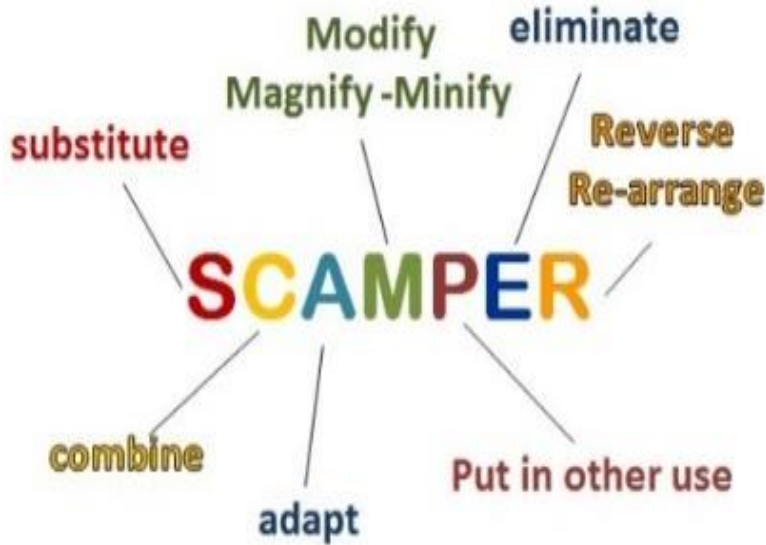 Modify
Magnify -Minify
eliminate
substitute
Reverse
Re-arrange
SCAMPER
combine
adapt
Put in other use